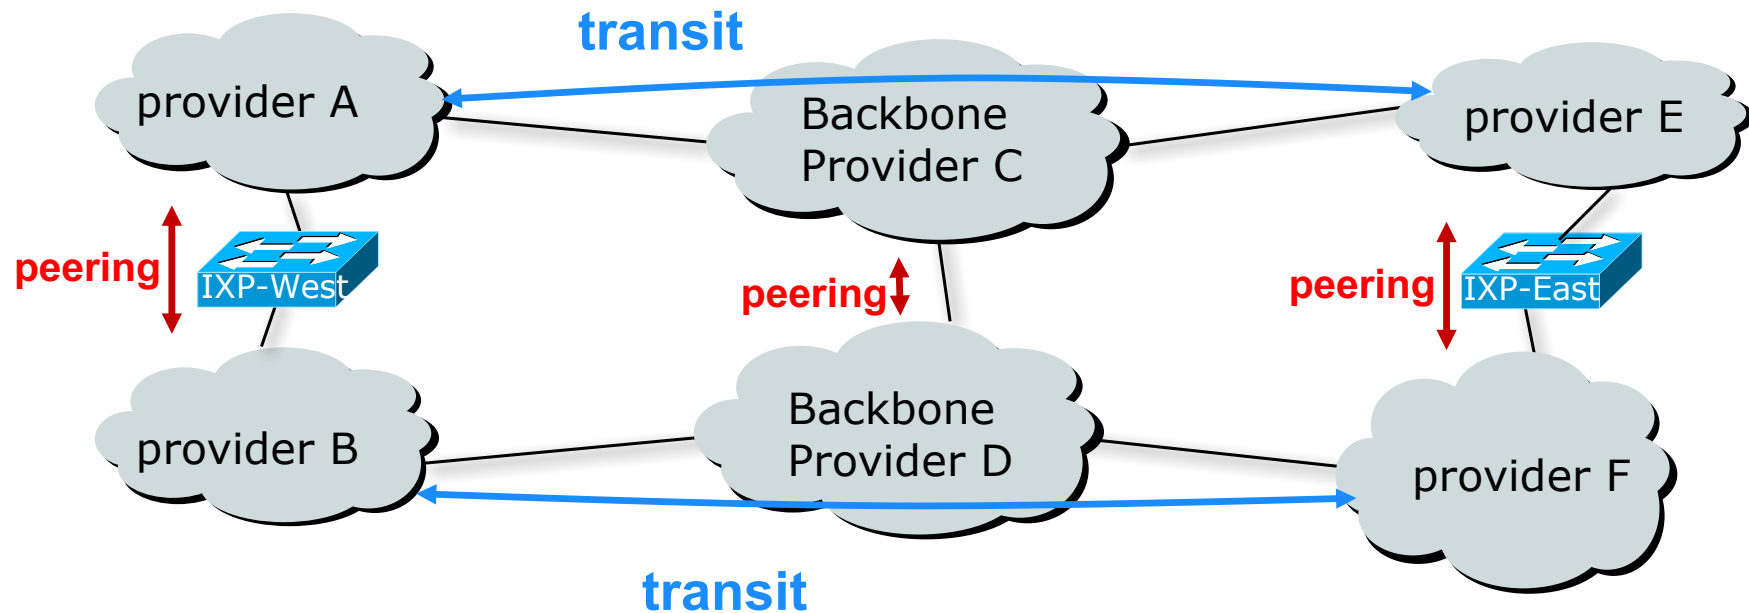 transit
provider A
Backbone
Provider C
provider E
peering
IXP-West
peering
peering
IXP-East
provider B
Backbone
Provider D
provider F
transit